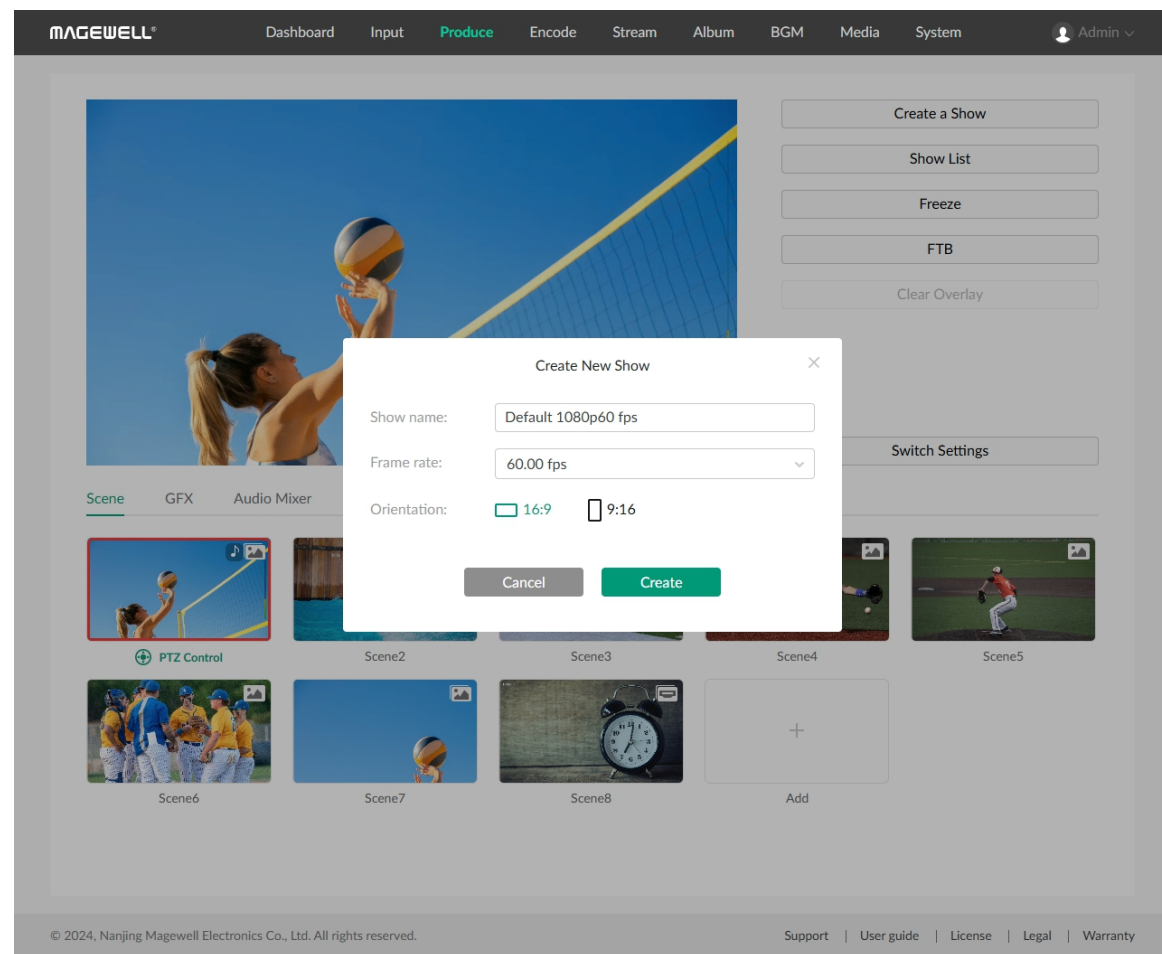 MAGEWELL®
Dashboard Input Produce Encode Stream Album BGM Media System Admin
Create a Show
Show List
Freeze
FTB
Clear Overlay
Create New Show
Show name: Default 1080p60 fps
Frame rate: 60.00 fps
Orientation: 16:9 9:16
Cancel Create
Switch Settings
Scene GFX Audio Mixer
PTZ Control Scene2 Scene3 Scene4 Scene5
Scene6 Scene7 Scene8 Add
© 2024, Nanjing Magewell Electronics Co., Ltd. All rights reserved. Support | User guide | License | Legal | Warranty